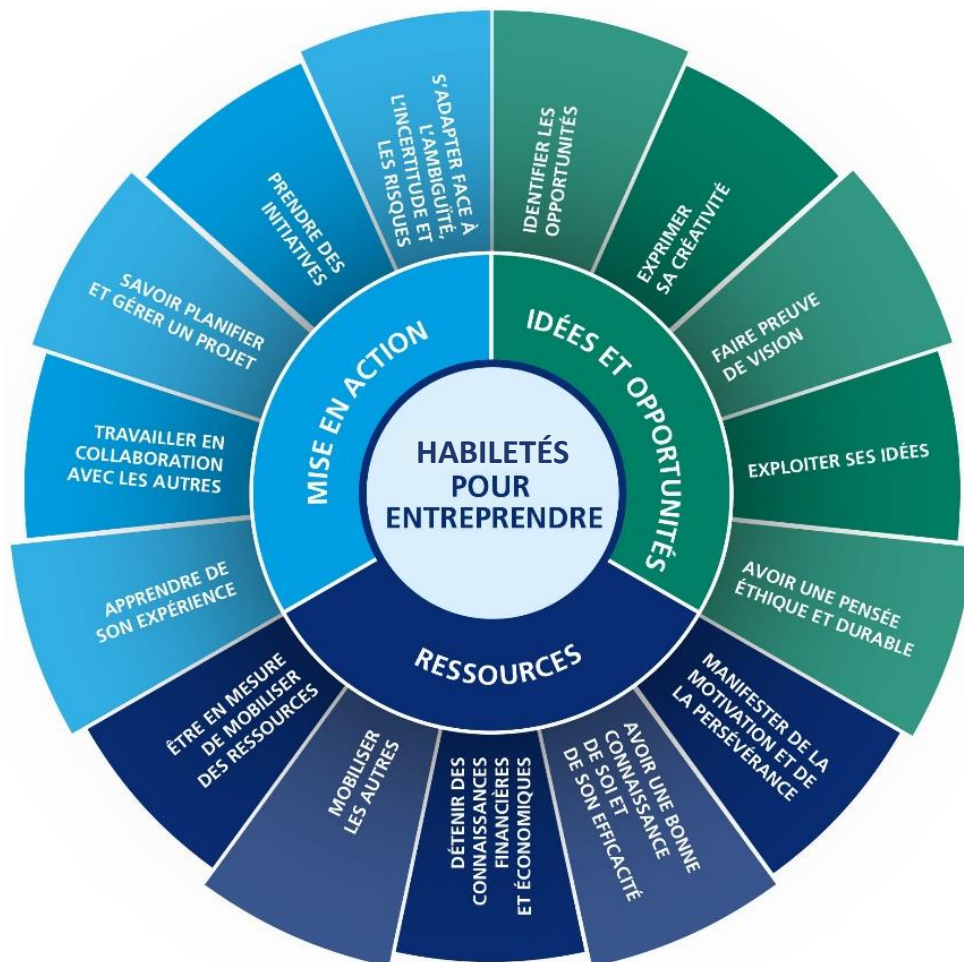 HABILETÉS
POUR
ENTREPRENDRE
IDÉES ET OPPORTUNITÉS
IDENTIFIER LES
OPPORTUNITÉS
EXPRIMER
SA CRÉATIVITÉ
FAIRE PREUVE
DE VISION
EXPLOITER SES IDÉES
AVOIR UNE PENSÉE
ÉTHIQUE ET DURABLE
RESSOURCES
MANIFESTER DE LA
MOTIVATION ET DE
LA PERSÉVÉRANCE
AVOIR UNE BONNE
CONNAISSANCE
DE SOI ET
DE SON EFFICACITÉ
DÉTENIR DES
CONNAISSANCES
FINANCIÈRES
ET ÉCONOMIQUES
MOBILISER
LES AUTRES
ÊTRE EN MESURE
DE MOBILISER
DES RESSOURCES
MISE EN ACTION
APPRENDRE DE
SON EXPÉRIENCE
TRAVAILLER EN
COLLABORATION
AVEC LES AUTRES
SAVOIR PLANIFIER
ET GÉRER UN PROJET
PRENDRE DES
INITIATIVES
S'ADAPTER FACE À
L'AMBIGUÏTÉ,
L'INCERTITUDE ET
LES RISQUES